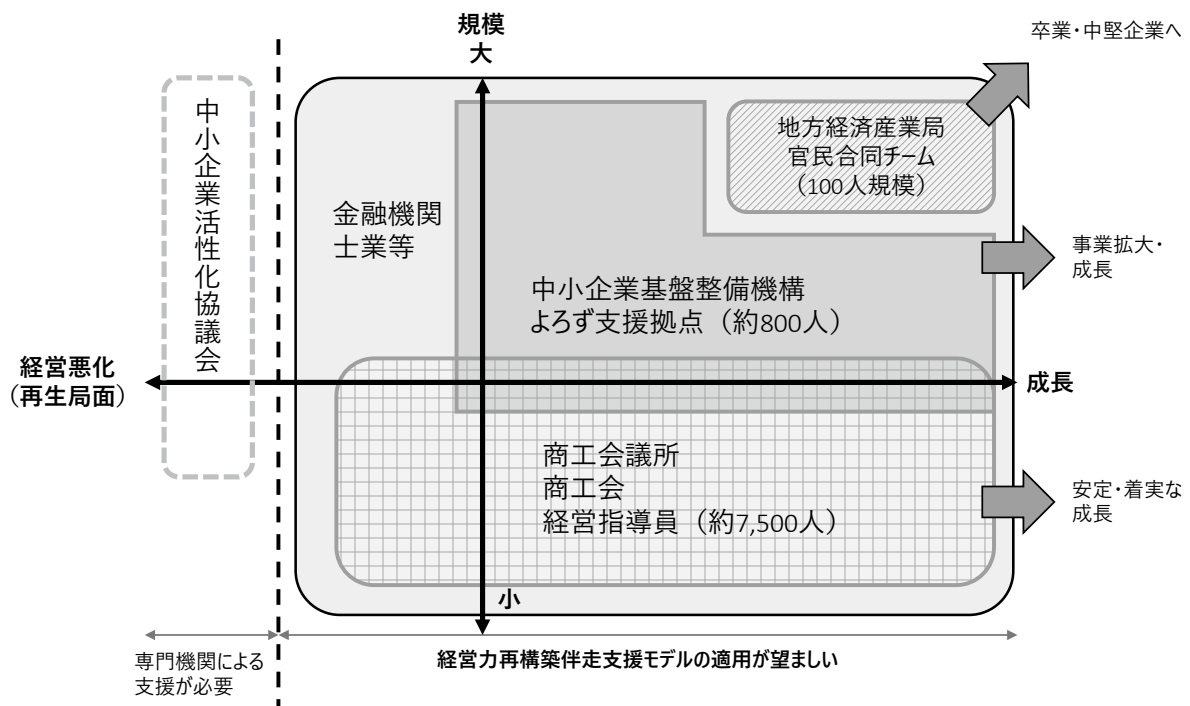 規模
大
卒業・中堅企業へ
中小企業活性化協議会
地方経済産業局
官民合同チーム
（100人規模）
金融機関
士業等
事業拡大・
成長
中小企業基盤整備機構
よろず支援拠点（約800人）
経営悪化
（再生局面）
成長
商工会議所
商工会
経営指導員（約7,500人）
安定・着実な
成長
小
専門機関による
支援が必要
経営力再構築伴走支援モデルの適用が望ましい